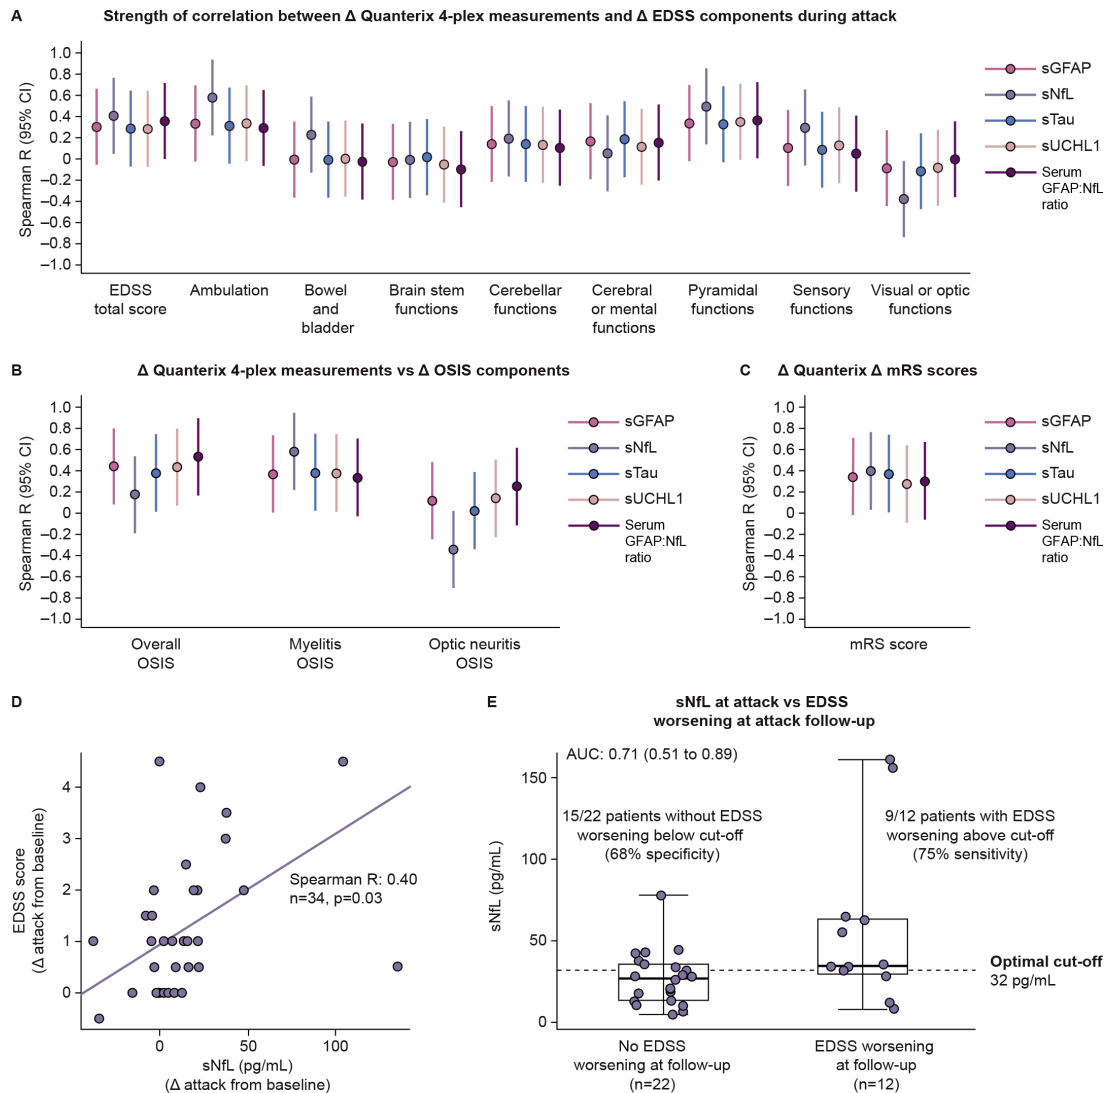 A
Strength of correlation between Δ Quanterix 4-plex measurements and Δ EDSS components during attack
Spearman R (95% CI)
1.0
0.8
0.6
0.4
0.2
0
–0.2
–0.4
–0.6
–0.8
–1.0
EDSS
total score
Ambulation
Bowel
and
bladder
Brain stem
functions
Cerebellar
functions
Cerebral
or mental
functions
Pyramidal
functions
Sensory
functions
Visual or optic
functions
sGFAP
sNfL
sTau
sUCHL1
Serum
GFAP:NfL
ratio
B
Δ Quanterix 4-plex measurements vs Δ OSIS components
Spearman R (95% CI)
1.0
0.8
0.6
0.4
0.2
0
–0.2
–0.4
–0.6
–0.8
–1.0
Overall
OSIS
Myelitis
OSIS
Optic neuritis
OSIS
sGFAP
sNfL
sTau
sUCHL1
Serum
GFAP:NfL
ratio
C
Δ Quanterix Δ mRS scores
Spearman R (95% CI)
1.0
0.8
0.6
0.4
0.2
0
–0.2
–0.4
–0.6
–0.8
–1.0
mRS score
sGFAP
sNfL
sTau
sUCHL1
Serum
GFAP:NfL
ratio
D
EDSS score
(Δ attack from baseline)
4
3
2
1
0
Spearman R: 0.40
n=34, p=0.03
0
50
100
sNfL (pg/mL)
(Δ attack from baseline)
E
sNfL at attack vs EDSS
worsening at attack follow-up
AUC: 0.71 (0.51 to 0.89)
sNfL (pg/mL)
150
100
50
0
15/22 patients without EDSS
worsening below cut-off
(68% specificity)
9/12 patients with EDSS
worsening above cut-off
(75% sensitivity)
Optimal cut-off
32 pg/mL
No EDSS
worsening at follow-up
(n=22)
EDSS worsening
at follow-up
(n=12)